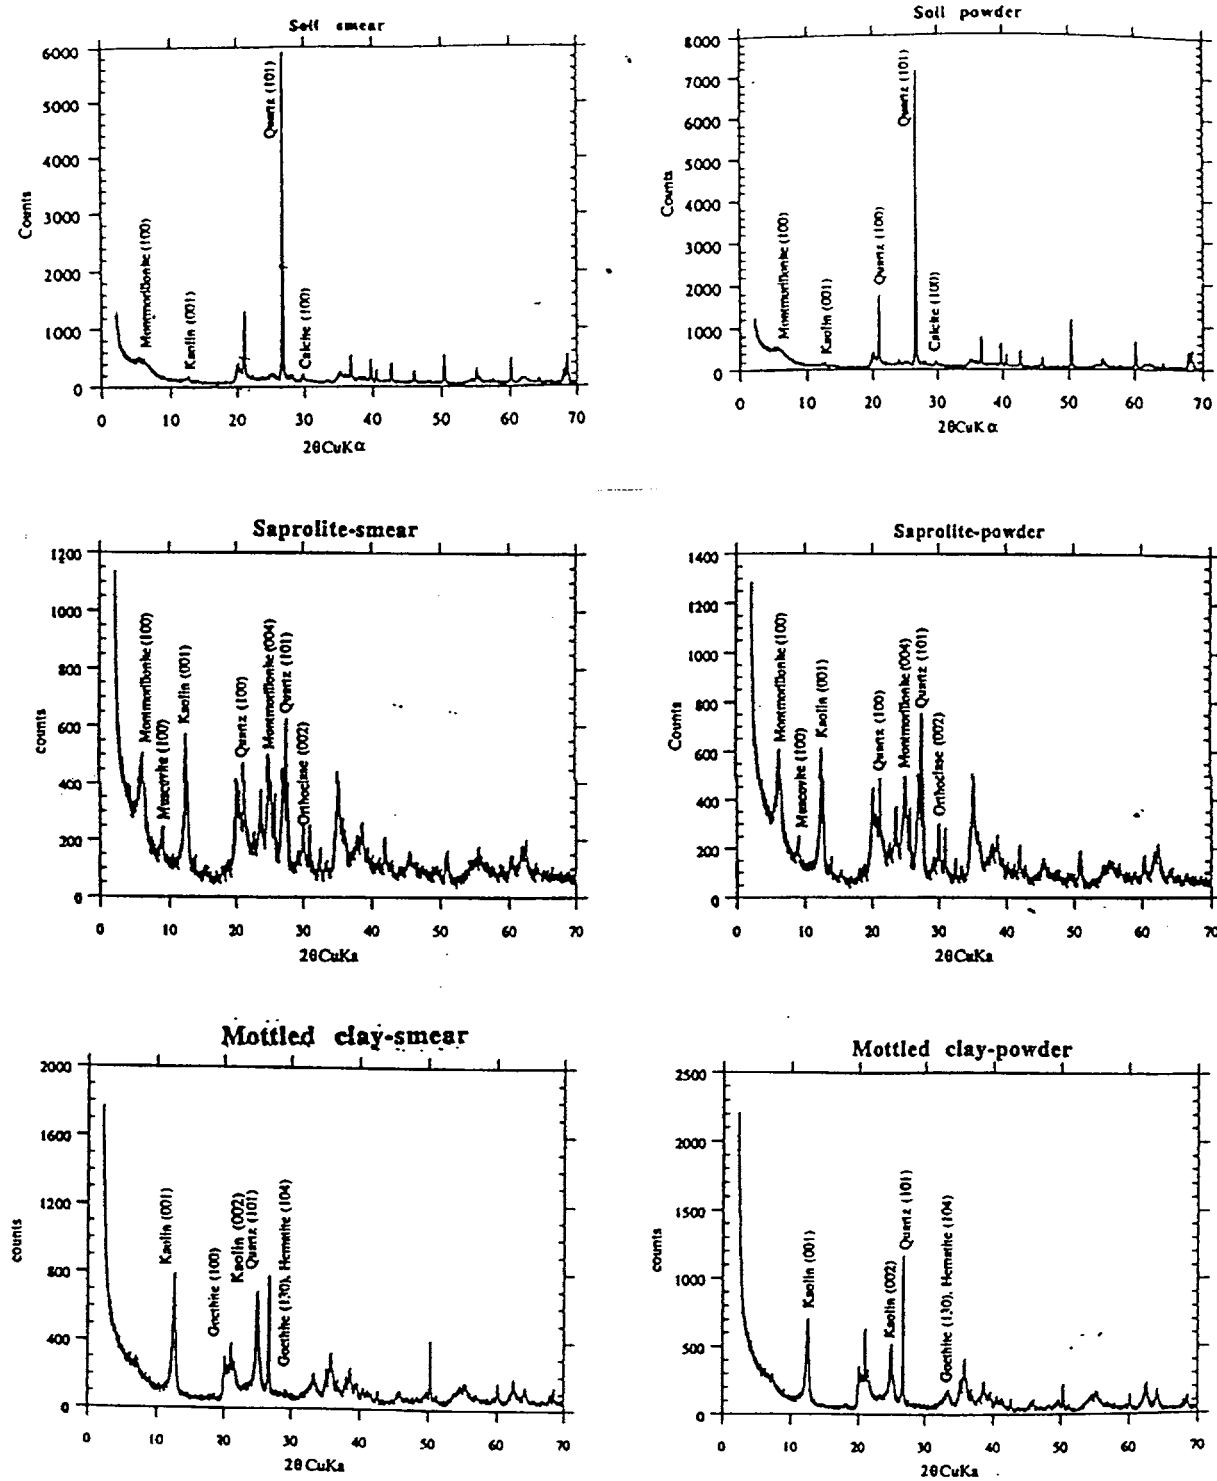 Soil smear
6000
5000
4000
3000
2000
1000
0
Counts
Montmorillonite (100)
Kaolin (001)
Quartz (101)
Calcite (100)
0 10 20 30 40 50 60 70
2θCuKα
Soil powder
8000
7000
6000
5000
4000
3000
2000
1000
0
Counts
Montmorillonite (100)
Kaolin (001)
Quartz (100)
Quartz (101)
Calcite (100)
0 10 20 30 40 50 60 70
2θCuKα
Saprolite-smear
1200
1000
800
600
400
200
0
counts
Montmorillonite (100)
Muscovite (100)
Kaolin (001)
Quartz (100)
Montmorillonite (004)
Quartz (101)
Orthoclase (002)
0 10 20 30 40 50 60 70
2θCuKa
Saprolite-powder
1400
1200
1000
800
600
400
200
0
Counts
Montmorillonite (100)
Muscovite (100)
Kaolin (001)
Quartz (100)
Montmorillonite (004)
Quartz (101)
Orthoclase (002)
0 10 20 30 40 50 60 70
2θCuKa
Mottled clay-smear
2000
1600
1200
800
400
0
counts
Kaolin (001)
Goethite (100)
Kaolin (002)
Quartz (101)
Goethite (130), Hematite (104)
0 10 20 30 40 50 60 70
2θCuKa
Mottled clay-powder
2500
2000
1500
1000
500
0
counts
Kaolin (001)
Kaolin (002)
Quartz (101)
Goethite (130), Hematite (104)
0 10 20 30 40 50 60 70
2θCuKa